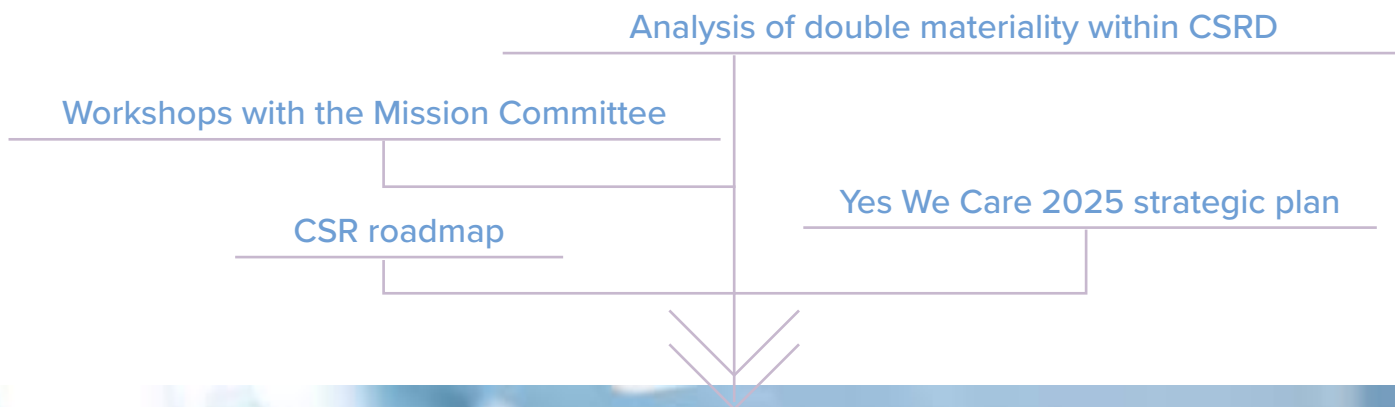 Analysis of double materiality within CSRD
Workshops with the Mission Committee
Yes We Care 2025 strategic plan
CSR roadmap